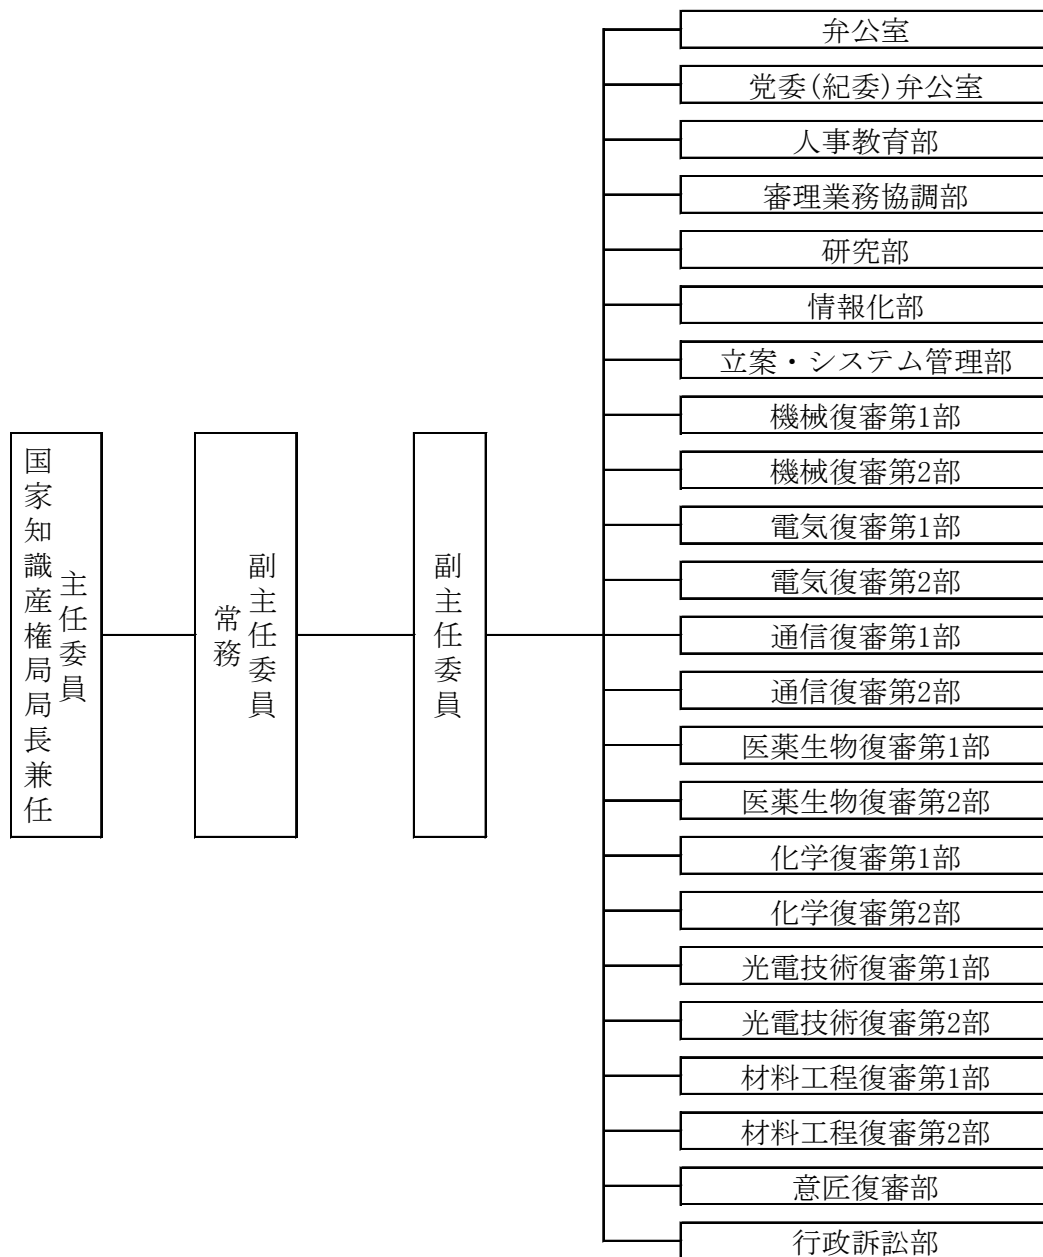 弁公室
党委(紀委)弁公室
人事教育部
審理業務協調部
研究部
情報化部
立案・システム管理部
機械復審第1部
機械復審第2部
電気復審第1部
電気復審第2部
通信復審第1部
通信復審第2部
医薬生物復審第1部
医薬生物復審第2部
化学復審第1部
化学復審第2部
光電技術復審第1部
光電技術復審第2部
材料工程復審第1部
材料工程復審第2部
意匠復審部
行政訴訟部
主任委員
国家知識産権局局長兼任
副主任委員
常務
副主任委員